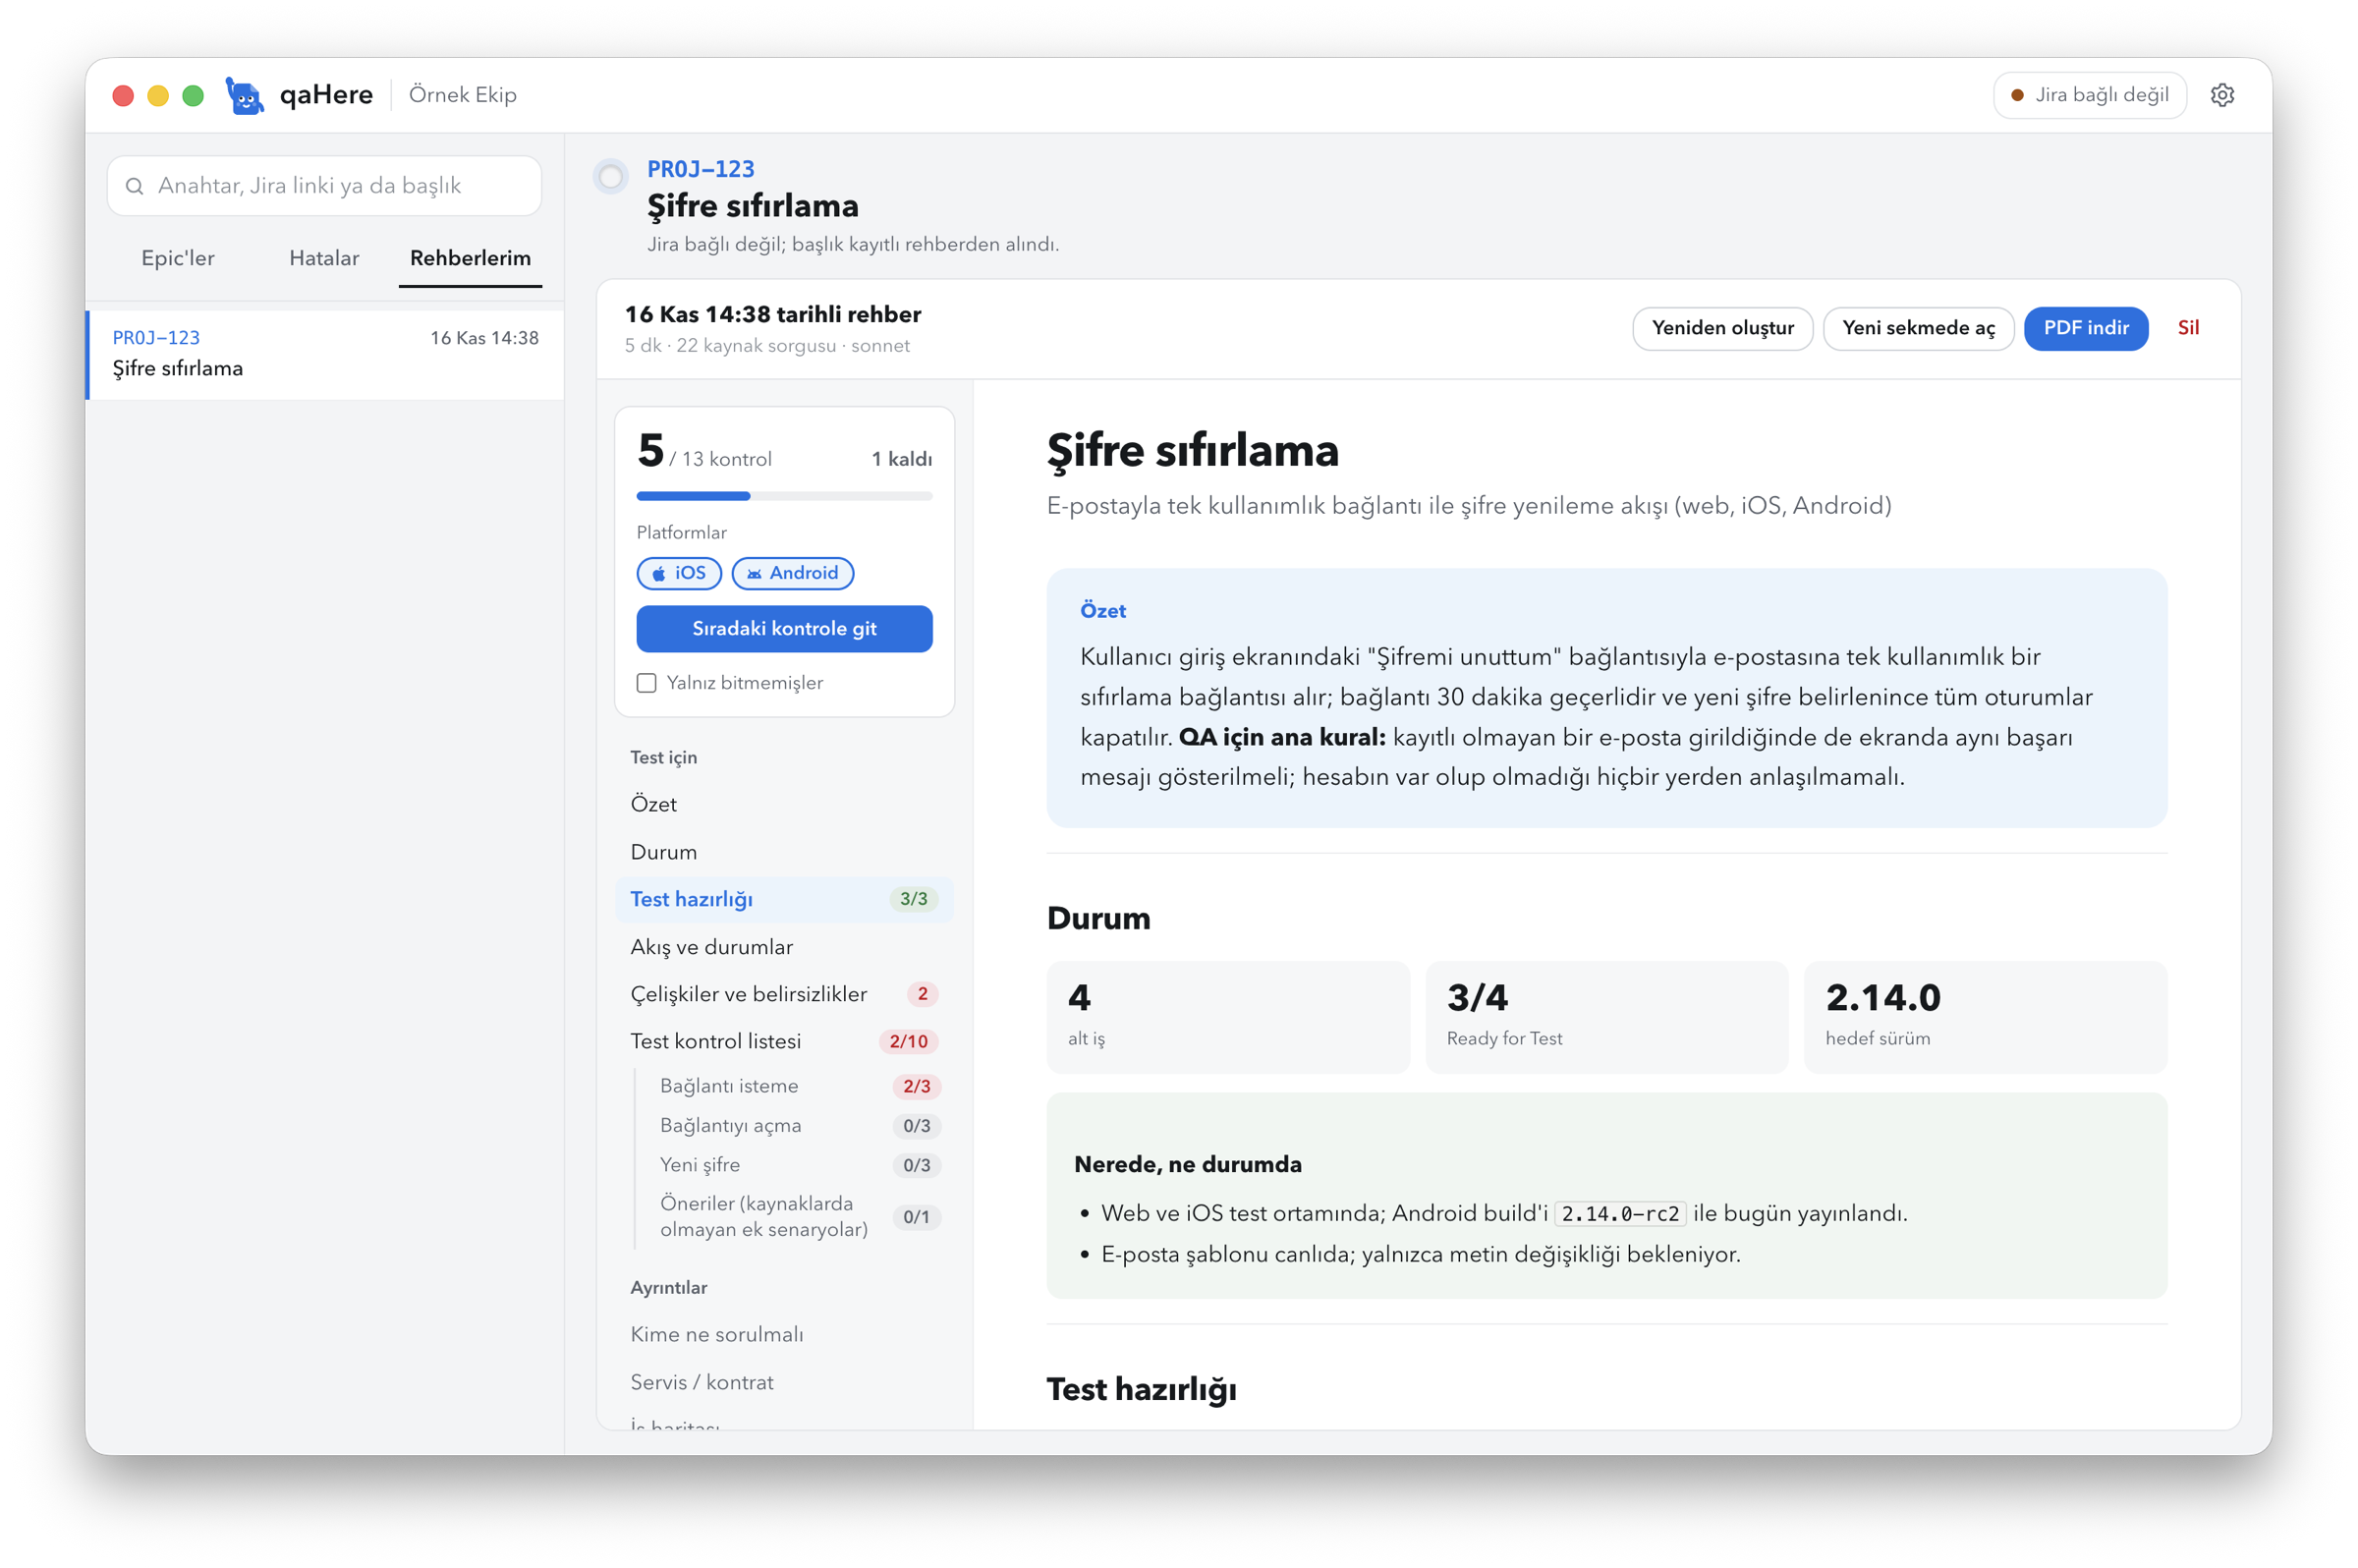 qaHere
Örnek Ekip
Jira bağlı değil
Anahtar, Jira linki ya da başlık
Epic'ler
Hatalar
Rehberlerim
PROJ-123
16 Kas 14:38
Şifre sıfırlama
PROJ-123
Şifre sıfırlama
Jira bağlı değil; başlık kayıtlı rehberden alındı.
16 Kas 14:38 tarihli rehber
5 dk · 22 kaynak sorgusu · sonnet
Yeniden oluştur
Yeni sekmede aç
PDF indir
Sil
5 / 13 kontrol
1 kaldı
Platformlar
iOS
Android
Sıradaki kontrole git
Yalnız bitmemişler
Test için
Özet
Durum
Test hazırlığı 3/3
Akış ve durumlar
Çelişkiler ve belirsizlikler 2
Test kontrol listesi 2/10
Bağlantı isteme 2/3
Bağlantıyı açma 0/3
Yeni şifre 0/3
Öneriler (kaynaklarda
olmayan ek senaryolar) 0/1
Ayrıntılar
Kime ne sorulmalı
Servis / kontrat
İş haritası
Şifre sıfırlama
E-postayla tek kullanımlık bağlantı ile şifre yenileme akışı (web, iOS, Android)
Özet
Kullanıcı giriş ekranındaki "Şifremi unuttum" bağlantısıyla e-postasına tek kullanımlık bir
sıfırlama bağlantısı alır; bağlantı 30 dakika geçerlidir ve yeni şifre belirlenince tüm oturumlar
kapatılır. QA için ana kural: kayıtlı olmayan bir e-posta girildiğinde de ekranda aynı başarı
mesajı gösterilmeli; hesabın var olup olmadığı hiçbir yerden anlaşılmamalı.
Durum
4
alt iş
3/4
Ready for Test
2.14.0
hedef sürüm
Nerede, ne durumda
• Web ve iOS test ortamında; Android build'i 2.14.0-rc2 ile bugün yayınlandı.
• E-posta şablonu canlıda; yalnızca metin değişikliği bekleniyor.
Test hazırlığı